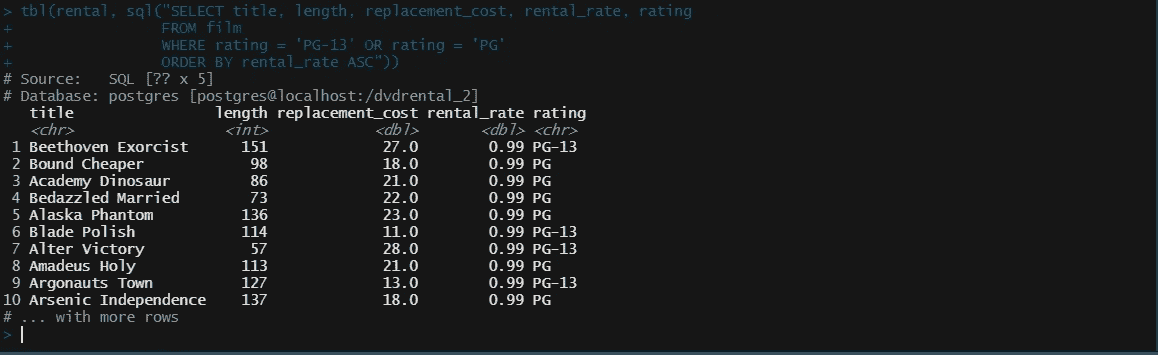 > tbl(rental, sql("SELECT title, length, replacement_cost, rental_rate, rating
+                 FROM film
+                 WHERE rating = 'PG-13' OR rating = 'PG'
+                 ORDER BY rental_rate ASC"))
# Source:   SQL [?? x 5]
# Database: postgres [postgres@localhost:/dvdrental_2]
   title                length replacement_cost rental_rate rating
   <chr>                 <int>            <dbl>       <dbl> <chr>
 1 Beethoven Exorcist      151             27.0        0.99 PG-13
 2 Bound Cheaper            98             18.0        0.99 PG
 3 Academy Dinosaur         86             21.0        0.99 PG
 4 Bedazzled Married        73             22.0        0.99 PG
 5 Alaska Phantom          136             23.0        0.99 PG
 6 Blade Polish            114             11.0        0.99 PG-13
 7 Alter Victory            57             28.0        0.99 PG-13
 8 Amadeus Holy            113             21.0        0.99 PG
 9 Argonauts Town          127             13.0        0.99 PG-13
10 Arsenic Independence    137             18.0        0.99 PG
# ... with more rows
>